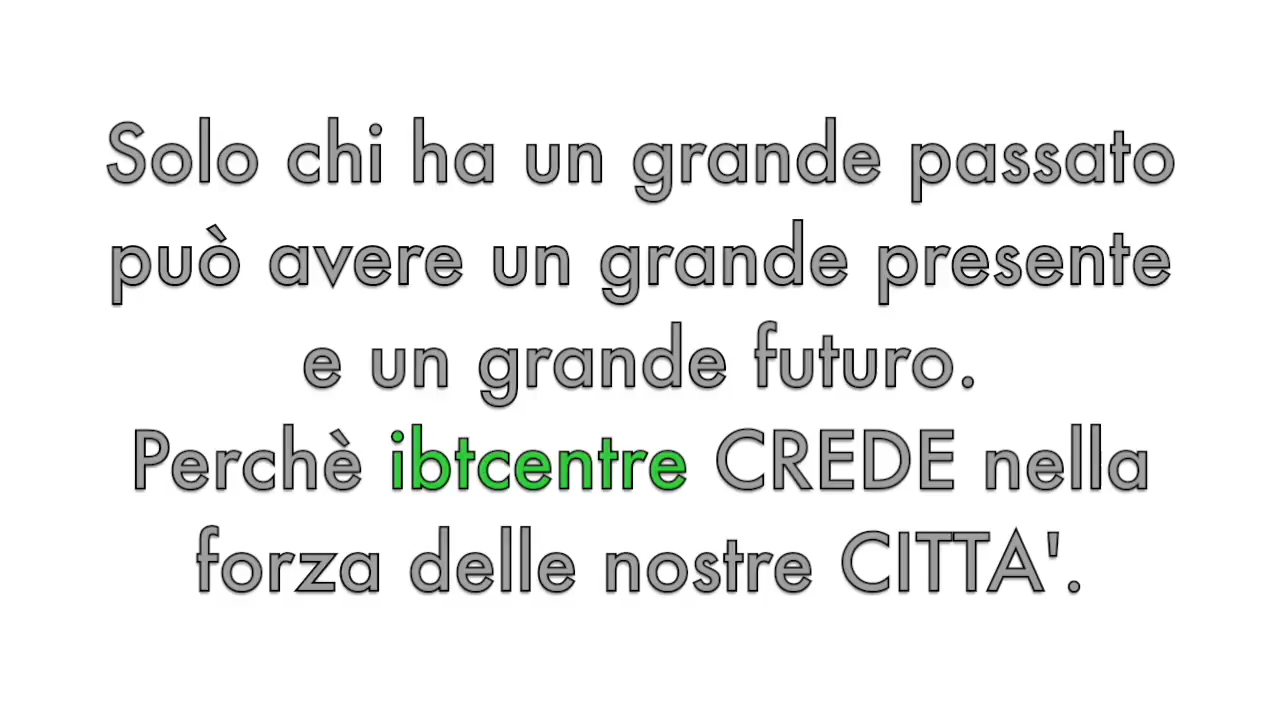 Solo chi ha un grande passato
può avere un grande presente
e un grande futuro.
Perchè ibtcentre CREDE nella
forza delle nostre CITTA'.